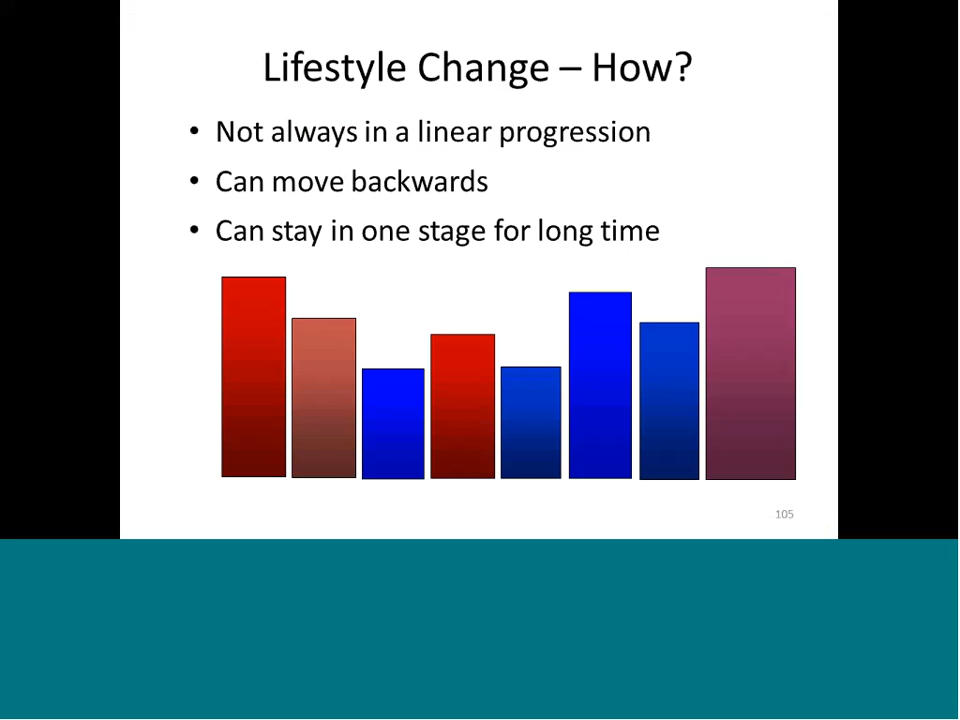 Lifestyle Change – How?
• Not always in a linear progression
• Can move backwards
• Can stay in one stage for long time
105